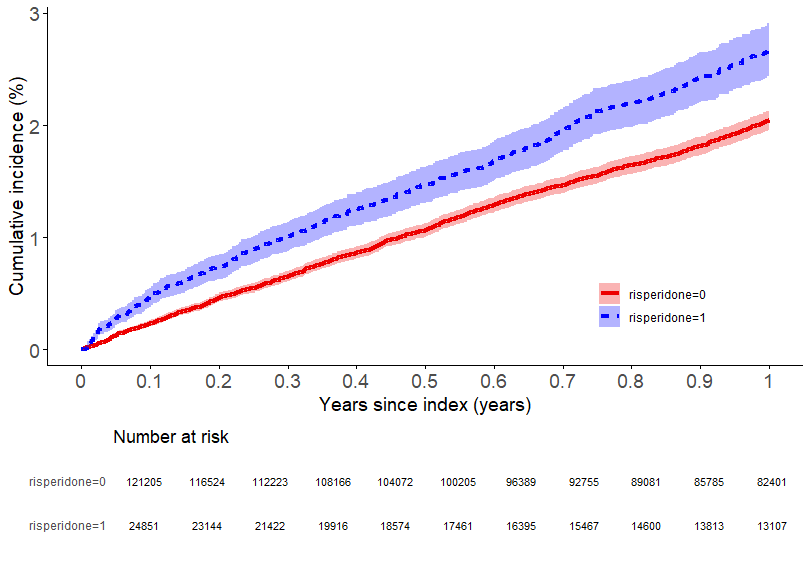 Cumulative incidence (%)
3
2
1
0
risperidone=0
risperidone=1
0 0.1 0.2 0.3 0.4 0.5 0.6 0.7 0.8 0.9 1
Years since index (years)
Number at risk
risperidone=0 121205 116524 112223 108166 104072 100205 96389 92755 89081 85785 82401
risperidone=1 24851 23144 21422 19916 18574 17461 16395 15467 14600 13813 13107